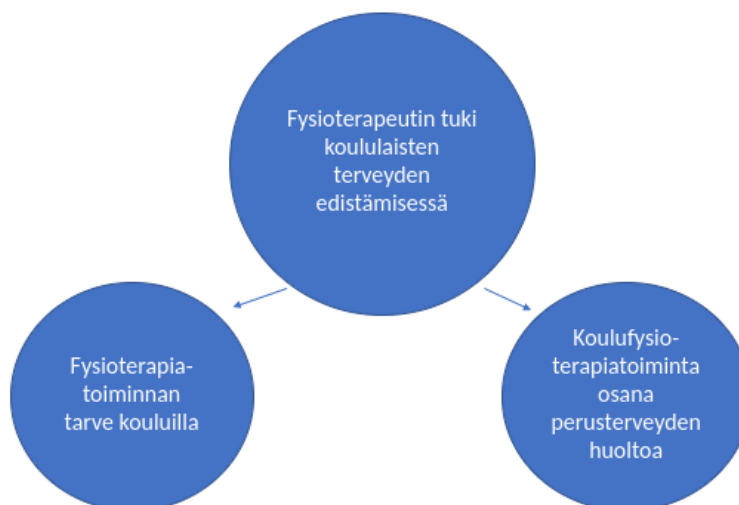 Fysioterapeutin tuki
koululaisten
terveyden
edistämisessä
Fysioterapia-
toiminnan
tarve kouluilla
Koulufysio-
terapiatoiminta
osana
perusterveyden
huoltoa